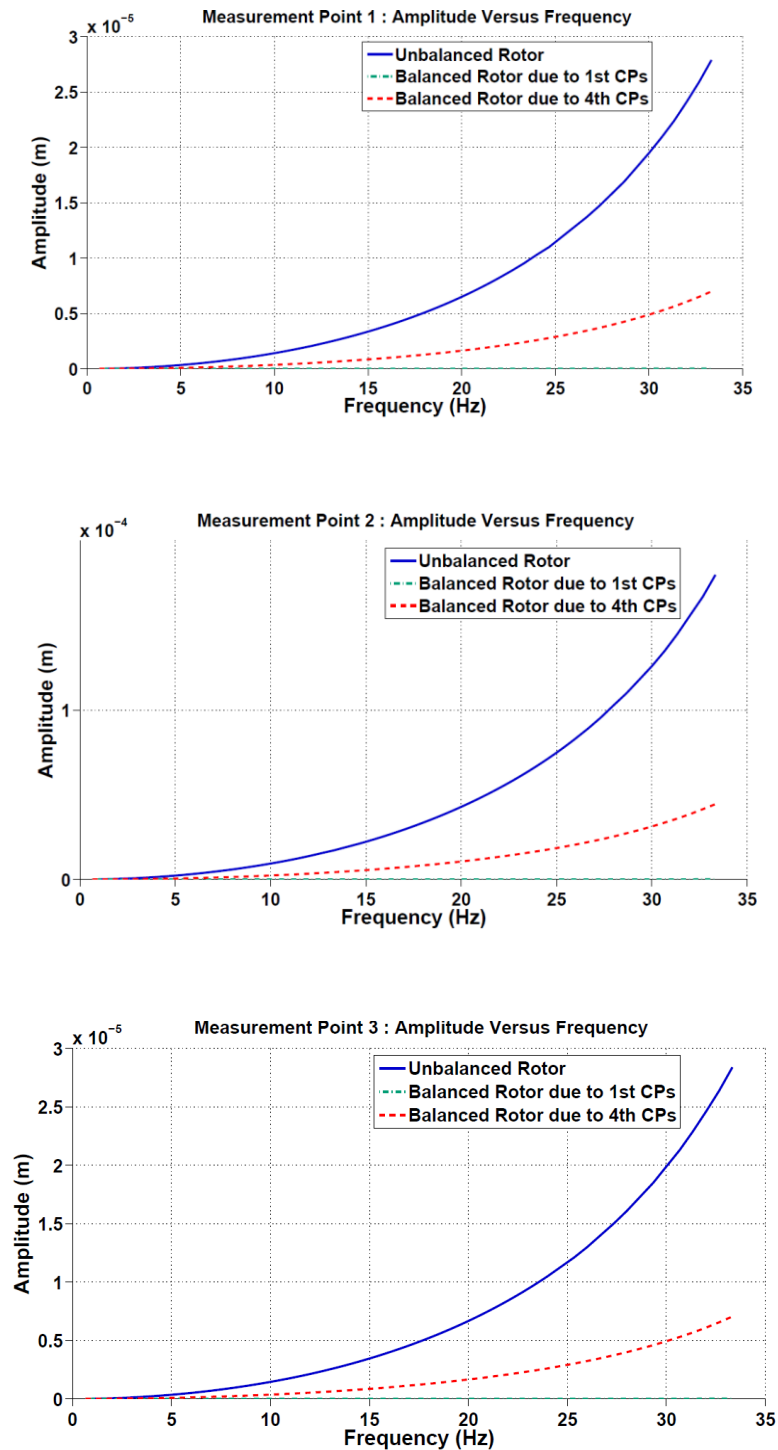 Measurement Point 1 : Amplitude Versus Frequency
x 10⁻⁵
3
2.5
2
1.5
1
0.5
0
Amplitude (m)
Unbalanced Rotor
Balanced Rotor due to 1st CPs
Balanced Rotor due to 4th CPs
0 5 10 15 20 25 30 35
Frequency (Hz)
Measurement Point 2 : Amplitude Versus Frequency
x 10⁻⁴
1
0
Amplitude (m)
Unbalanced Rotor
Balanced Rotor due to 1st CPs
Balanced Rotor due to 4th CPs
0 5 10 15 20 25 30 35
Frequency (Hz)
Measurement Point 3 : Amplitude Versus Frequency
x 10⁻⁵
3
2.5
2
1.5
1
0.5
0
Amplitude (m)
Unbalanced Rotor
Balanced Rotor due to 1st CPs
Balanced Rotor due to 4th CPs
0 5 10 15 20 25 30 35
Frequency (Hz)